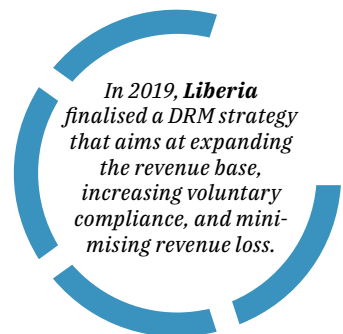 In 2019, Liberia
finalised a DRM strategy
that aims at expanding
the revenue base,
increasing voluntary
compliance, and mini-
mising revenue loss.